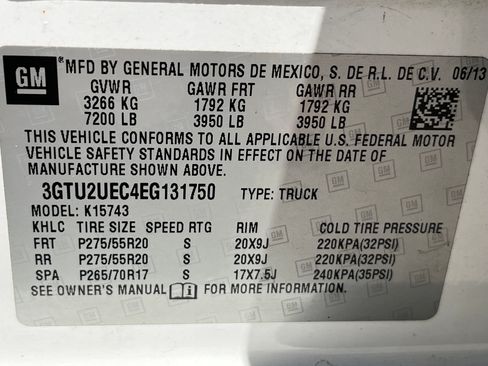 GM MFD BY GENERAL MOTORS DE MEXICO, S. DE R.L. DE C.V. 06/13
GVWR GAWR FRT GAWR RR
3266 KG 1792 KG 1792 KG
7200 LB 3950 LB 3950 LB
THIS VEHICLE CONFORMS TO ALL APPLICABLE U.S. FEDERAL MOTOR
VEHICLE SAFETY STANDARDS IN EFFECT ON THE DATE OF
MANUFACTURE SHOWN ABOVE.
3GTU2UEC4EG131750 TYPE: TRUCK
MODEL: K15743
KHLC TIRE SIZE SPEED RTG RIM COLD TIRE PRESSURE
FRT P275/55R20 S 20X9J 220KPA(32PSI)
RR P275/55R20 S 20X9J 220KPA(32PSI)
SPA P265/70R17 S 17X7.5J 240KPA(35PSI)
SEE OWNER'S MANUAL FOR MORE INFORMATION.